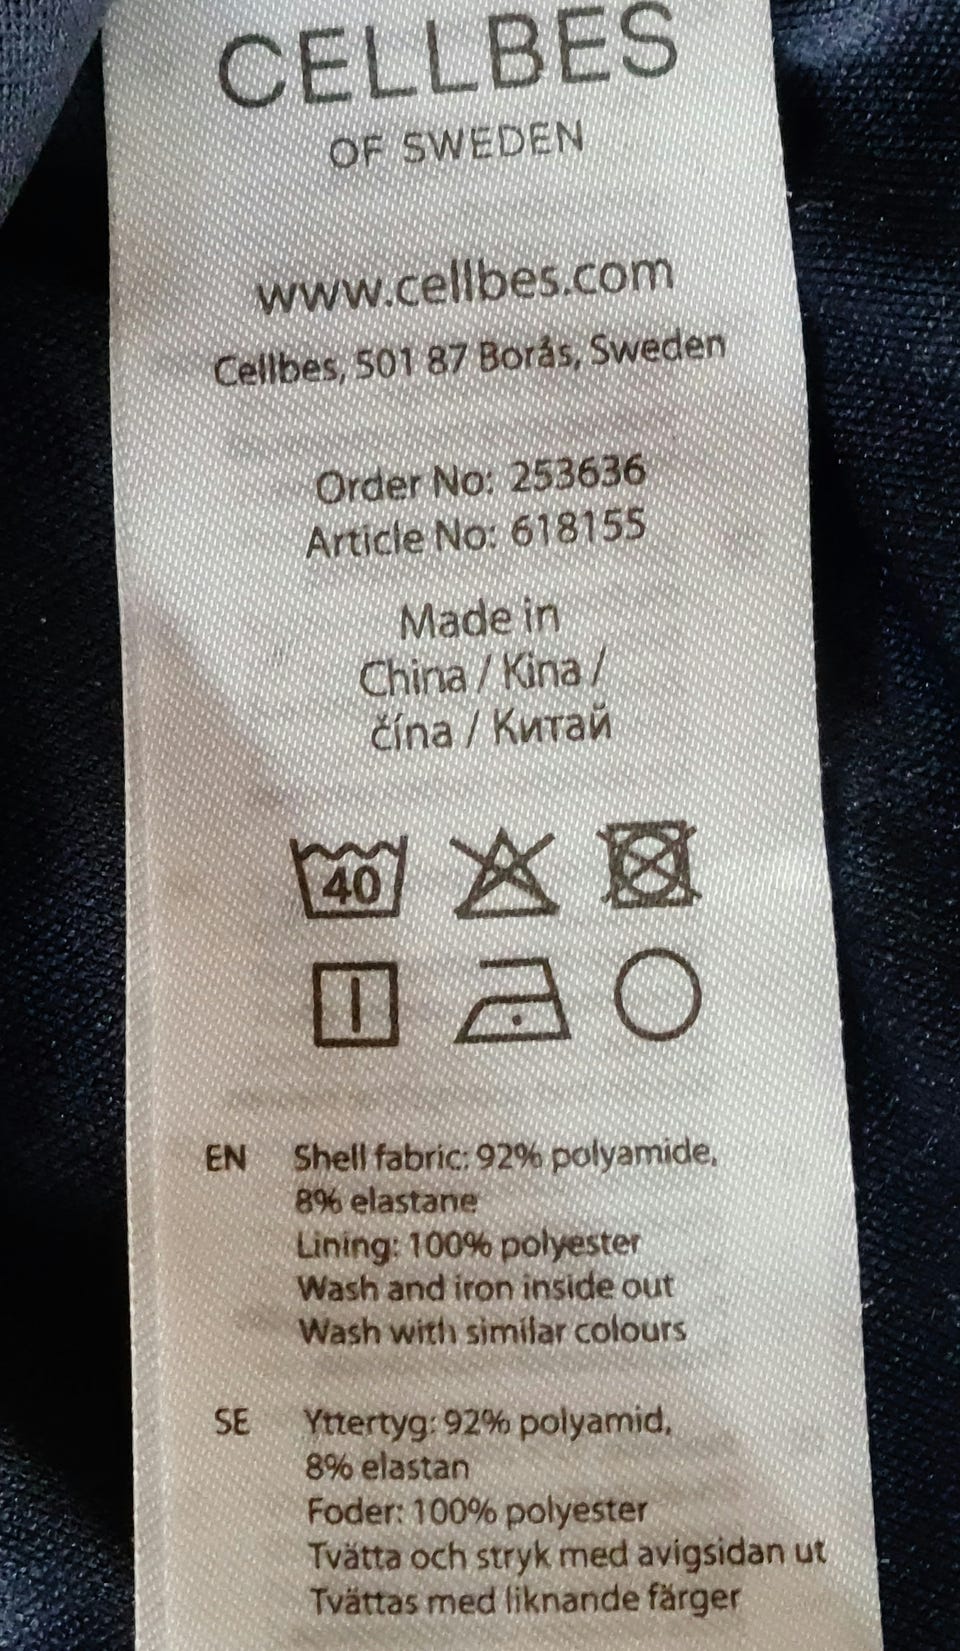 CELLBES
OF SWEDEN
www.cellbes.com
Cellbes, 501 87 Borås, Sweden
Order No: 253636
Article No: 618155
Made in
China / Kina /
čína / Китай
40
EN Shell fabric: 92% polyamide,
8% elastane
Lining: 100% polyester
Wash and iron inside out
Wash with similar colours
SE Yttertyg: 92% polyamid,
8% elastan
Foder: 100% polyester
Tvätta och stryk med avigsidan ut
Tvättas med liknande färger